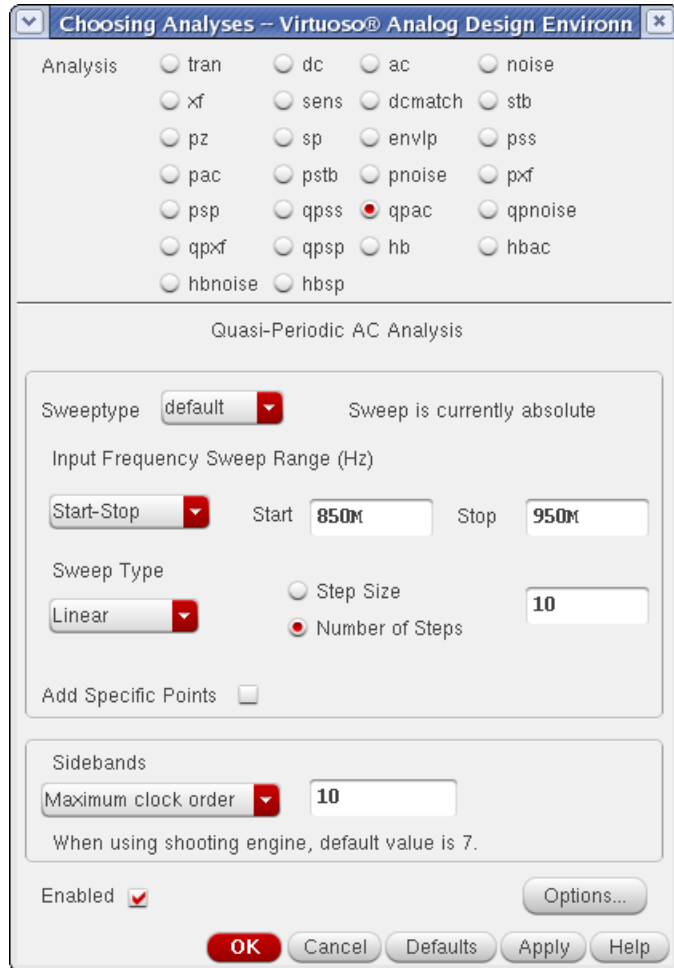 Choosing Analyses -- Virtuoso® Analog Design Environn
Analysis tran dc ac noise
xf sens dcmatch stb
pz sp envlp pss
pac pstb pnoise pxf
psp qpss qpac qpnoise
qpxf qpsp hb hbac
hbnoise hbsp
Quasi-Periodic AC Analysis
Sweeptype default Sweep is currently absolute
Input Frequency Sweep Range (Hz)
Start-Stop Start 850M Stop 950M
Sweep Type
Linear
Step Size
Number of Steps
10
Add Specific Points
Sidebands
Maximum clock order 10
When using shooting engine, default value is 7.
Enabled Options...
OK Cancel Defaults Apply Help